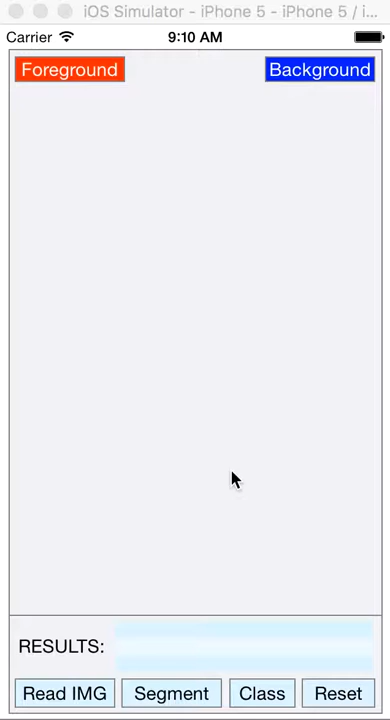 iOS Simulator - iPhone 5 - iPhone 5 / i...
Carrier 9:10 AM
Foreground Background
RESULTS:
Read IMG Segment Class Reset